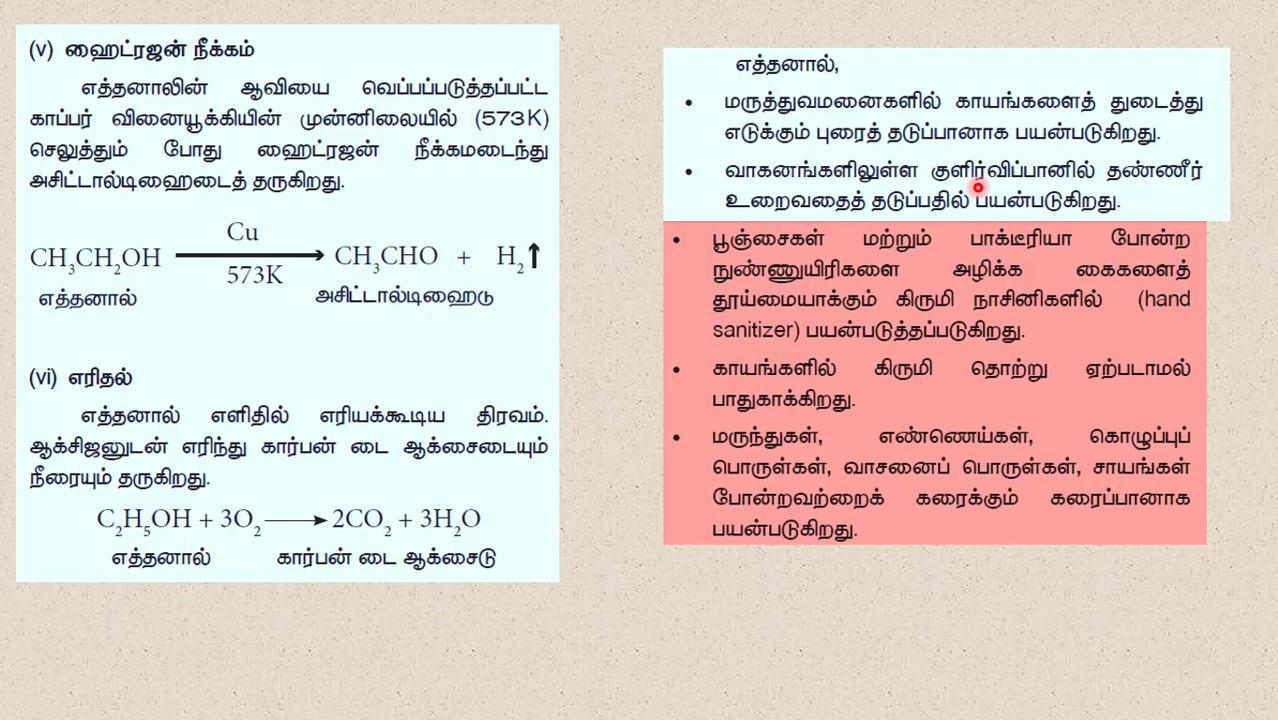 (v) ஹைட்ரஜன் நீக்கம்
எத்தனாலின் ஆவியை வெப்பப்படுத்தப்பட்ட
காப்பர் வினையூக்கியின் முன்னிலையில் (573K)
செலுத்தும் போது ஹைட்ரஜன் நீக்கமடைந்து
அசிட்டால்டிஹைடைத் தருகிறது.
Cu
CH₃CH₂OH ⟶ CH₃CHO + H₂↑
573K
எத்தனால் அசிட்டால்டிஹைடு
(vi) எரிதல்
எத்தனால் எளிதில் எரியக்கூடிய திரவம்.
ஆக்சிஜனுடன் எரிந்து கார்பன் டை ஆக்சைடையும்
நீரையும் தருகிறது.
C₂H₅OH + 3O₂ ⟶ 2CO₂ + 3H₂O
எத்தனால் கார்பன் டை ஆக்சைடு
எத்தனால்,
• மருத்துவமனைகளில் காயங்களைத் துடைத்து
எடுக்கும் புரைத் தடுப்பானாக பயன்படுகிறது.
• வாகனங்களிலுள்ள குளிர்விப்பானில் தண்ணீர்
உறைவதைத் தடுப்பதில் பயன்படுகிறது.
• பூஞ்சைகள் மற்றும் பாக்டீரியா போன்ற
நுண்ணுயிரிகளை அழிக்க கைகளைத்
தூய்மையாக்கும் கிருமி நாசினிகளில் (hand
sanitizer) பயன்படுத்தப்படுகிறது.
• காயங்களில் கிருமி தொற்று ஏற்படாமல்
பாதுகாக்கிறது.
• மருந்துகள், எண்ணெய்கள், கொழுப்புப்
பொருள்கள், வாசனைப் பொருள்கள், சாயங்கள்
போன்றவற்றைக் கரைக்கும் கரைப்பானாக
பயன்படுகிறது.